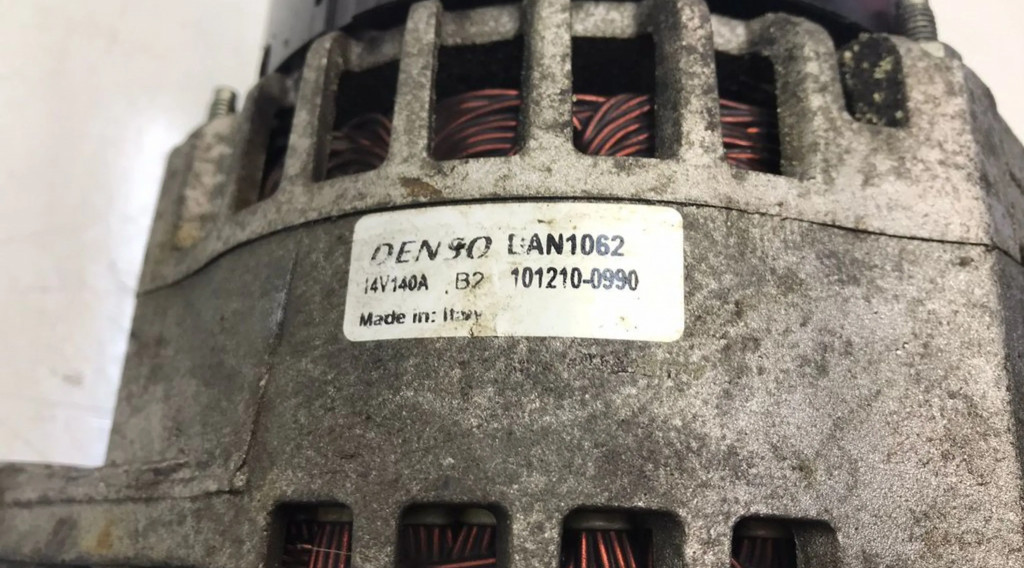 DENSO DAN1062
14V140A B2 101210-0990
Made in: Italy